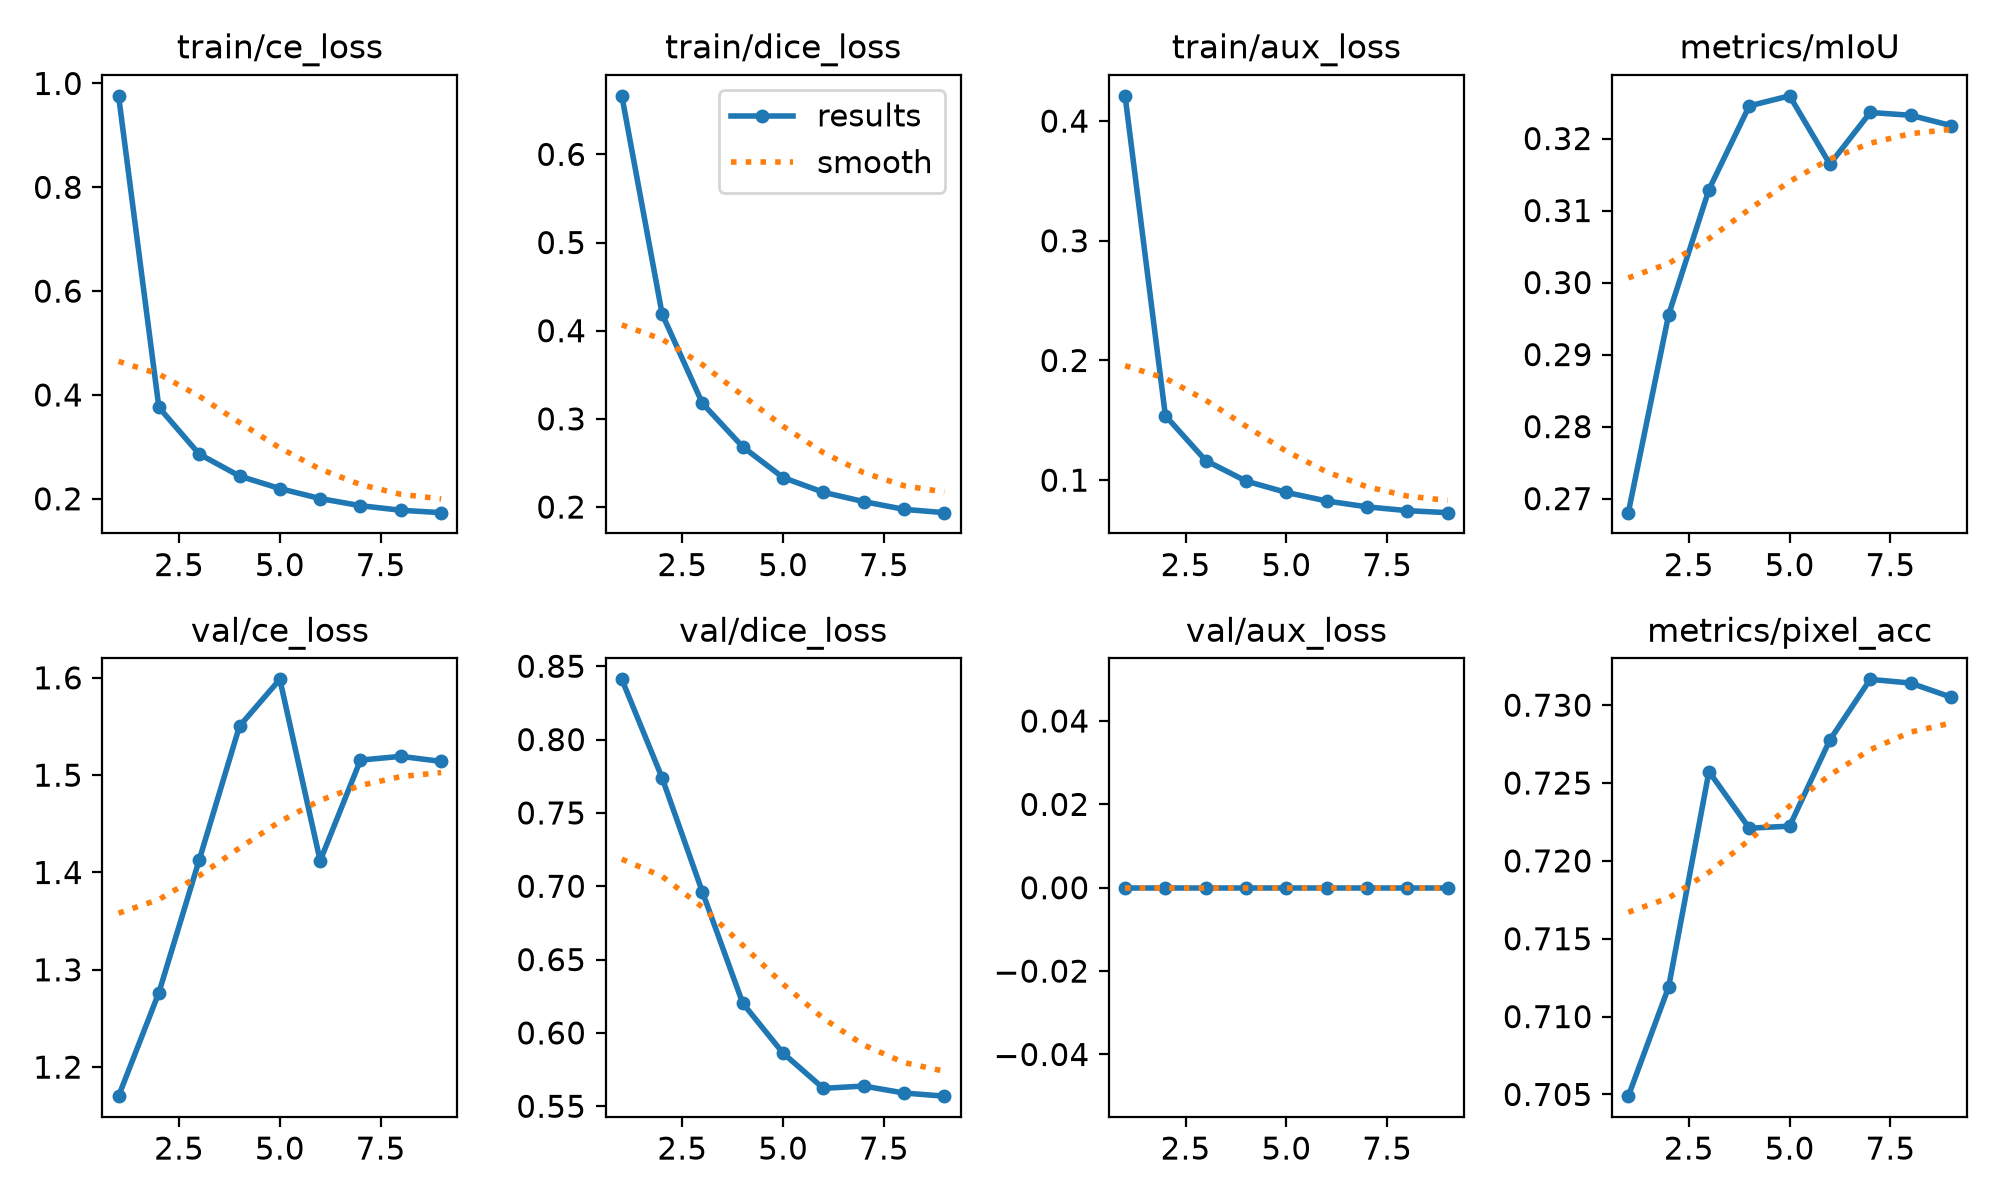 train/ce_loss
1.0
0.8
0.6
0.4
0.2
2.5 5.0 7.5
train/dice_loss
results
smooth
0.6
0.5
0.4
0.3
0.2
2.5 5.0 7.5
train/aux_loss
0.4
0.3
0.2
0.1
2.5 5.0 7.5
metrics/mIoU
0.32
0.31
0.30
0.29
0.28
0.27
2.5 5.0 7.5
val/ce_loss
1.6
1.5
1.4
1.3
1.2
2.5 5.0 7.5
val/dice_loss
0.85
0.80
0.75
0.70
0.65
0.60
0.55
2.5 5.0 7.5
val/aux_loss
0.04
0.02
0.00
−0.02
−0.04
2.5 5.0 7.5
metrics/pixel_acc
0.730
0.725
0.720
0.715
0.710
0.705
2.5 5.0 7.5